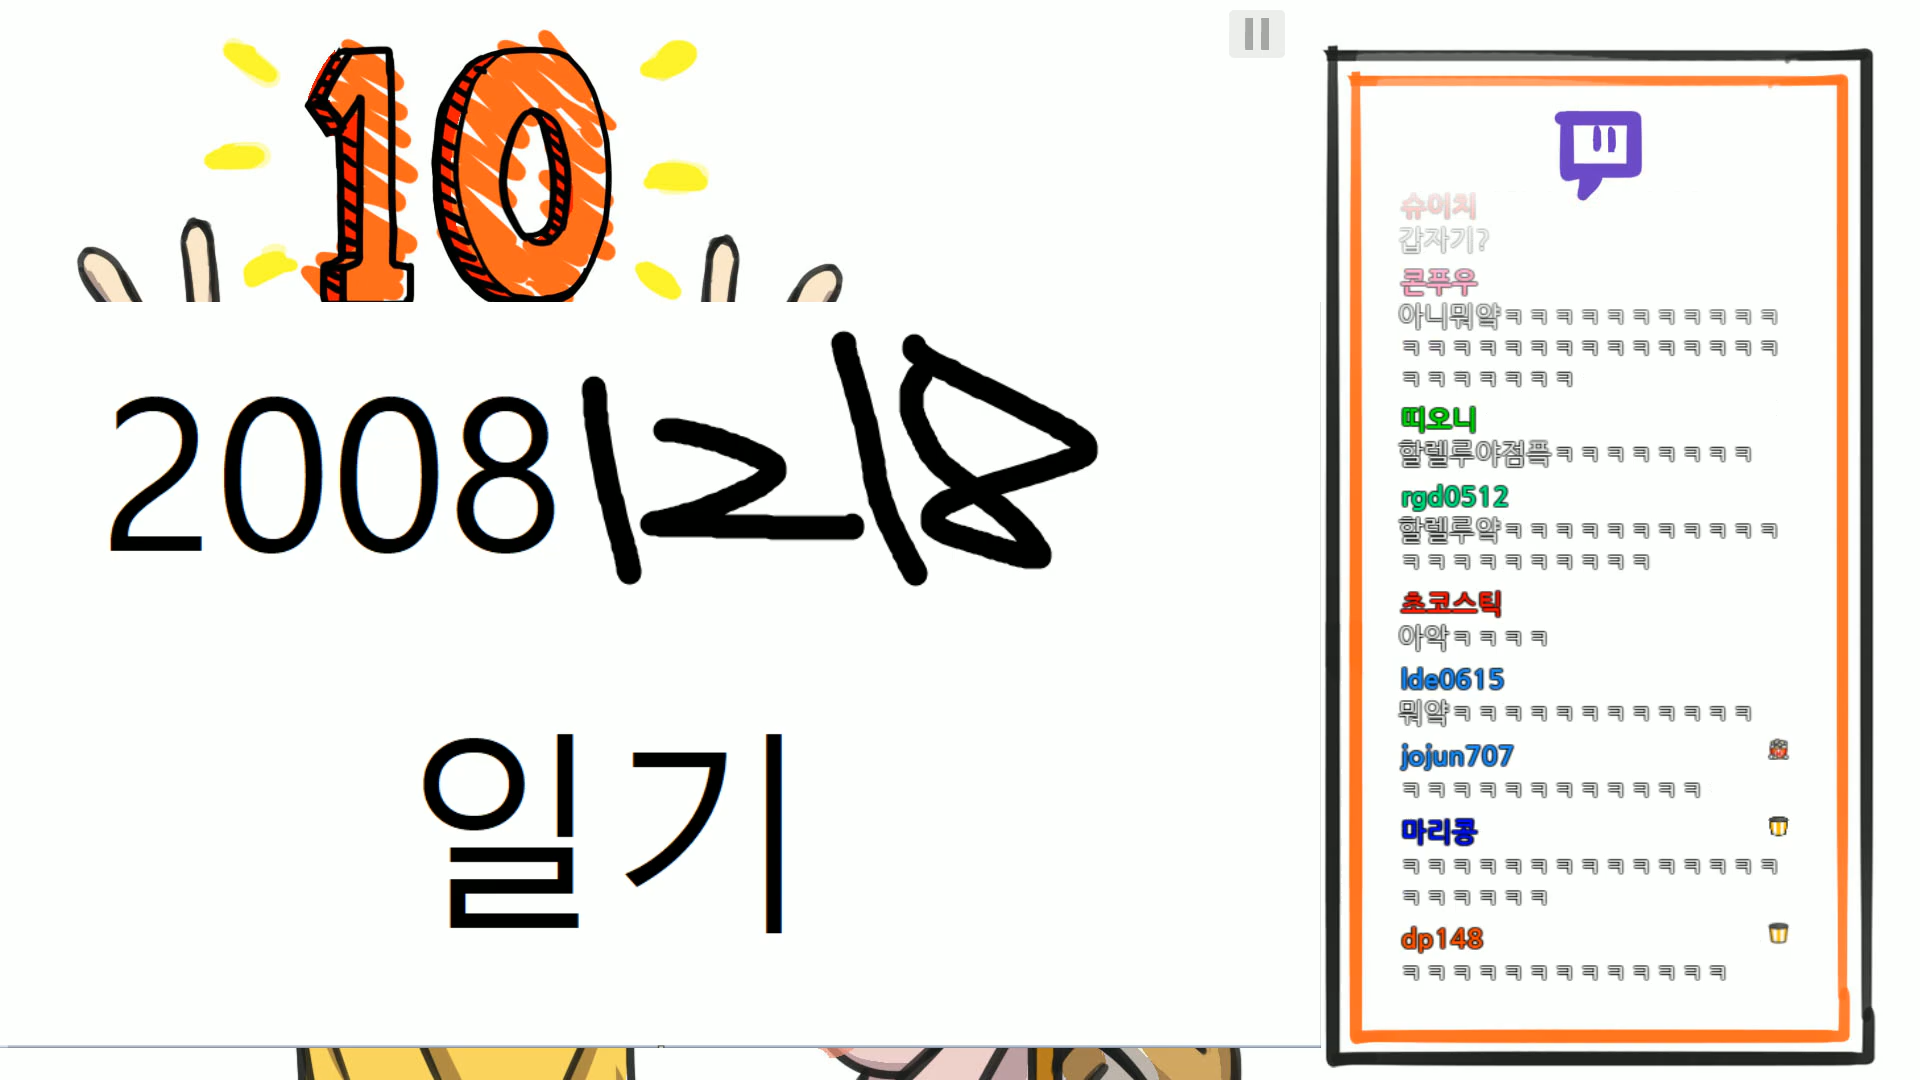 10
20081218
일기
슈이치
갑자기?
콘푸우
아니뭐얔ㅋㅋㅋㅋㅋㅋㅋㅋㅋㅋㅋ
ㅋㅋㅋㅋㅋㅋㅋㅋㅋㅋㅋㅋㅋㅋㅋ
ㅋㅋㅋㅋㅋㅋㅋ
띠오니
할렐루야점픜ㅋㅋㅋㅋㅋㅋㅋㅋ
rgd0512
할렐루얔ㅋㅋㅋㅋㅋㅋㅋㅋㅋㅋㅋ
ㅋㅋㅋㅋㅋㅋㅋㅋㅋㅋ
초코스틱
아악ㅋㅋㅋㅋ
lde0615
뭐얔ㅋㅋㅋㅋㅋㅋㅋㅋㅋㅋㅋㅋ
jojun707
ㅋㅋㅋㅋㅋㅋㅋㅋㅋㅋㅋㅋ
마리콩
ㅋㅋㅋㅋㅋㅋㅋㅋㅋㅋㅋㅋㅋㅋㅋ
ㅋㅋㅋㅋㅋㅋ
dp148
ㅋㅋㅋㅋㅋㅋㅋㅋㅋㅋㅋㅋㅋ